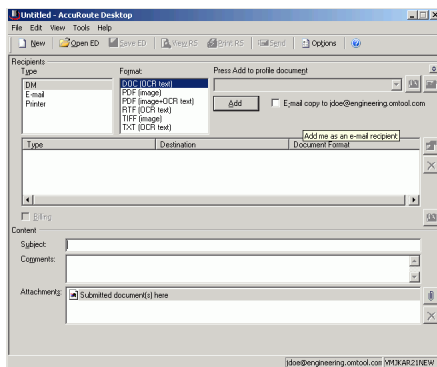 Untitled - AccuRoute Desktop
File Edit View Tools Help
New Open ED Save ED View RS Print RS Send Options
Recipients
Type Format Press Add to profile document
DM
E-mail
Printer
DOC (OCR text)
PDF (image)
PDF (image+OCR text)
RTF (OCR text)
TIFF (image)
TXT (OCR text)
Add E-mail copy to jdoe@engineering.omtool.com
Add me as an e-mail recipient
Type Destination Document Format
Billing
Content
Subject:
Comments:
Attachments: Submitted document(s) here
jdoe@engineering.omtool.com VMJKAR21NEW